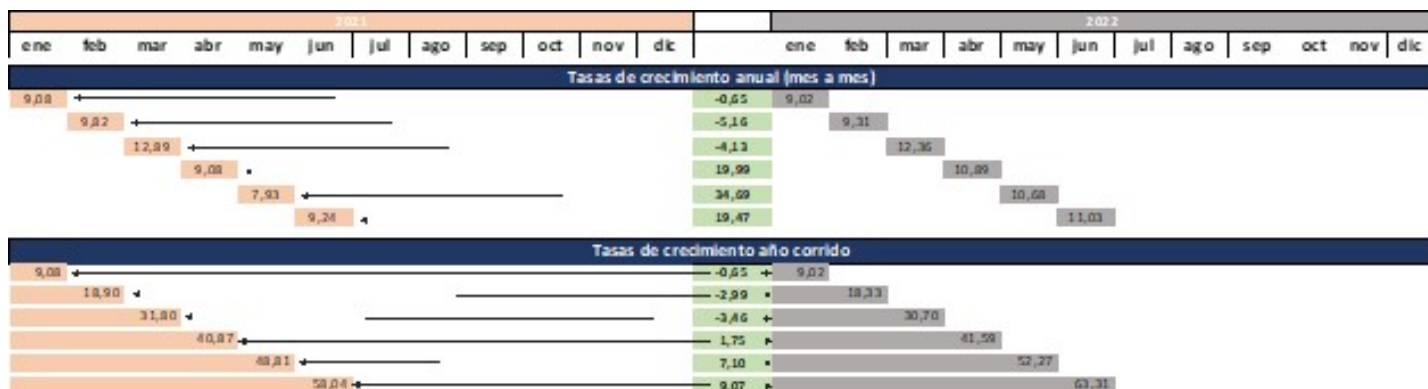 2021 2022
ene feb mar abr may jun jul ago sep oct nov dic ene feb mar abr may jun jul ago sep oct nov dic
Tasas de crecimiento anual (mes a mes)
9,08 -0,65 9,02
9,82 -5,16 9,31
12,89 -4,13 12,36
9,08 19,99 10,89
7,93 34,69 10,68
9,24 19,47 11,03
Tasas de crecimiento año corrido
9,08 -0,65 9,02
18,90 -2,99 18,33
31,80 -3,46 30,70
40,87 1,75 41,59
48,81 7,10 52,27
58,04 9,07 63,31